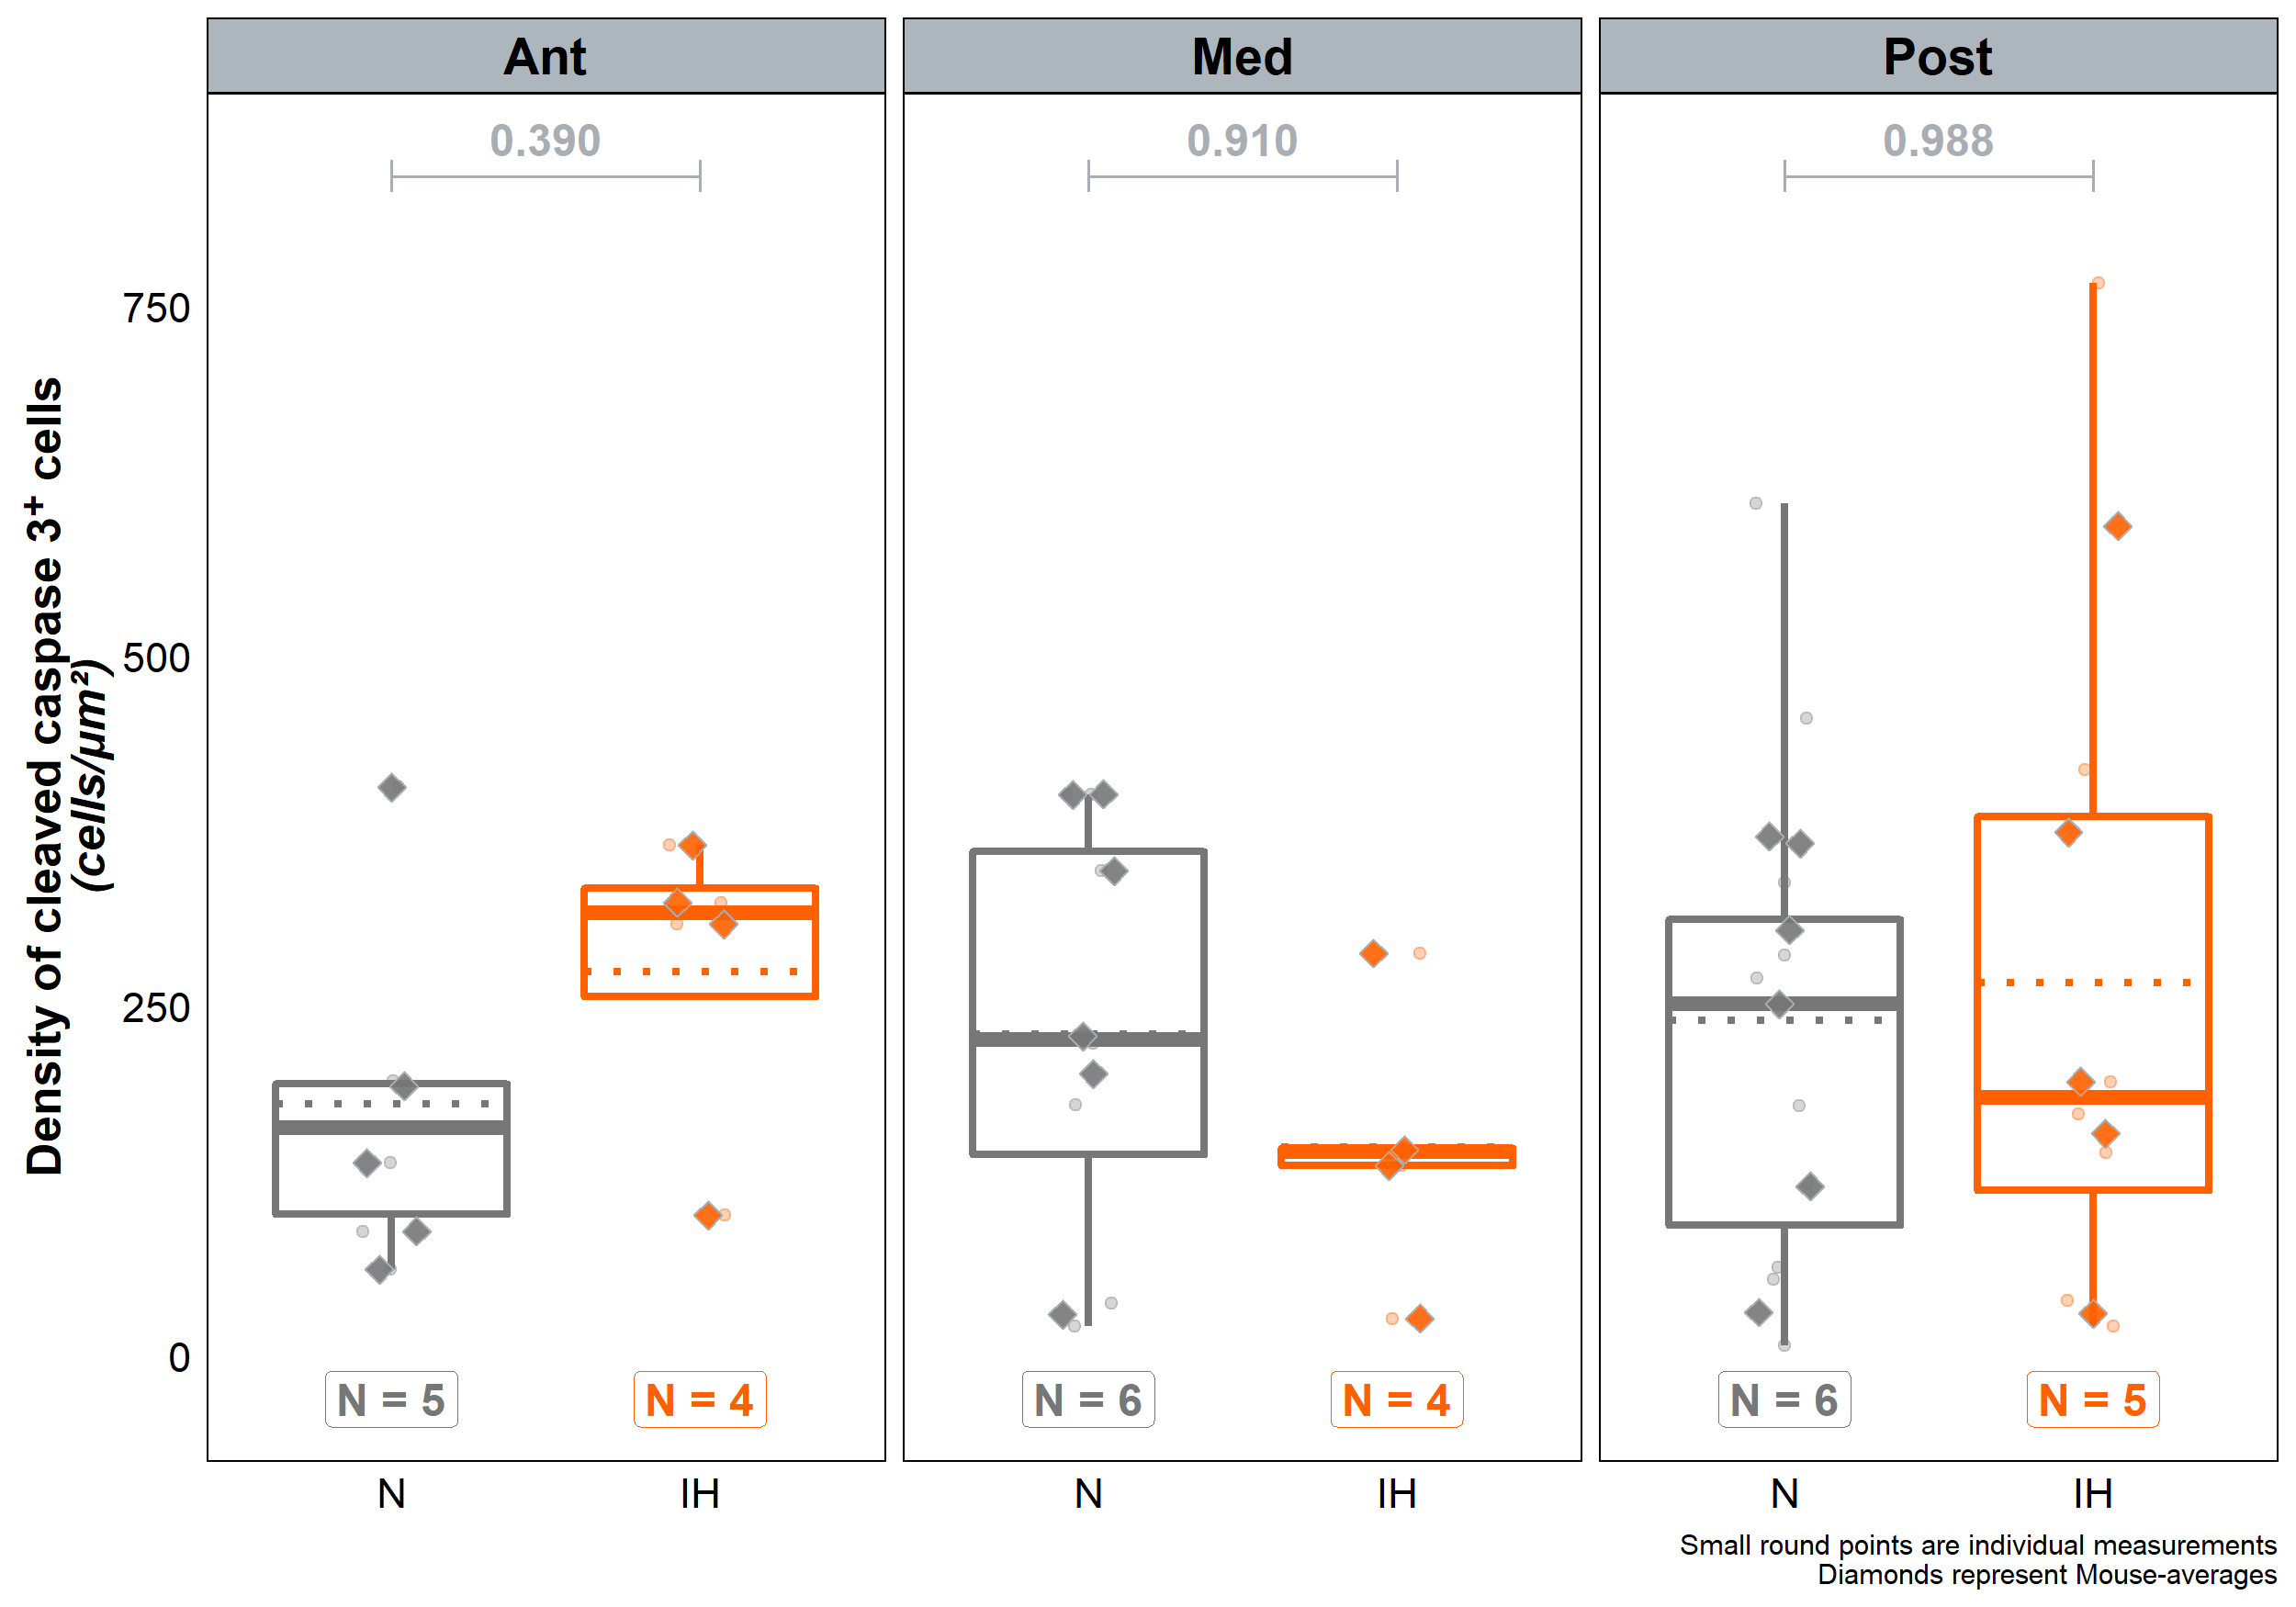 Ant Med Post
0.390 0.910 0.988
Density of cleaved caspase 3⁺ cells
(cells/µm²)
750
500
250
0
N = 5 N = 4 N = 6 N = 4 N = 6 N = 5
N IH N IH N IH
Small round points are individual measurements
Diamonds represent Mouse-averages